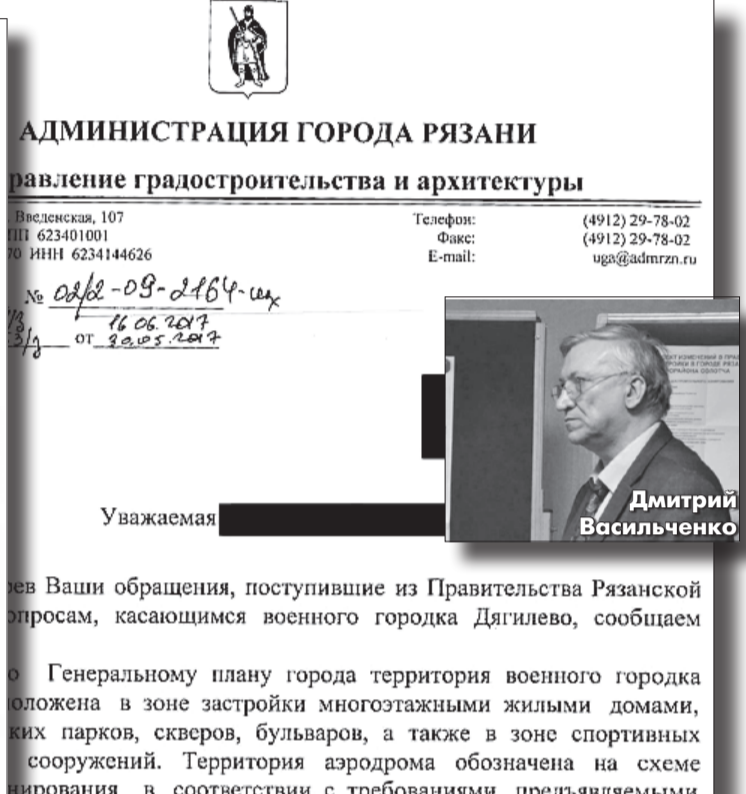 АДМИНИСТРАЦИЯ ГОРОДА РЯЗАНИ
равление градостроительства и архитектуры
. Введенская, 107
ПП 623401001
70 ИНН 6234144626
Телефон: (4912) 29-78-02
Факс: (4912) 29-78-02
E-mail: uga@admrzn.ru
№ 02/2-09-2164-исх
16.06.2017
от 30.05.2017
Дмитрий
Васильченко
Уважаемая
рев Ваши обращения, поступившие из Правительства Рязанской
опросам, касающимся военного городка Дягилево, сообщаем
о Генеральному плану города территория военного городка
оложена в зоне застройки многоэтажными жилыми домами,
ких парков, скверов, бульваров, а также в зоне спортивных
сооружений. Территория аэродрома обозначена на схеме
нирования в соответствии с требованиями, предъявляемыми